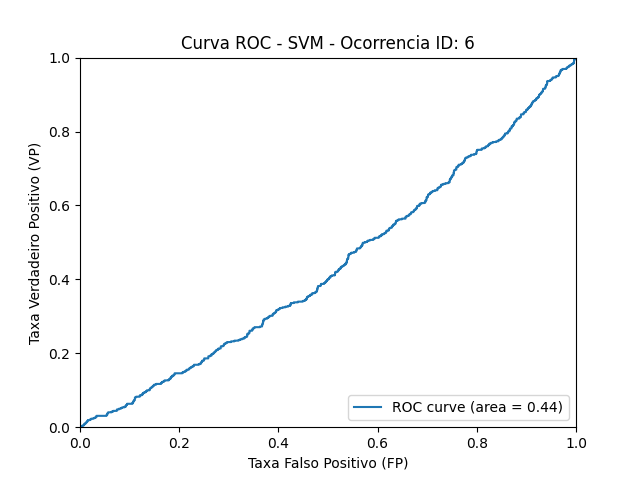 Curva ROC - SVM - Ocorrencia ID: 6
1.0
0.8
0.6
0.4
0.2
0.0
Taxa Verdadeiro Positivo (VP)
ROC curve (area = 0.44)
0.0 0.2 0.4 0.6 0.8 1.0
Taxa Falso Positivo (FP)